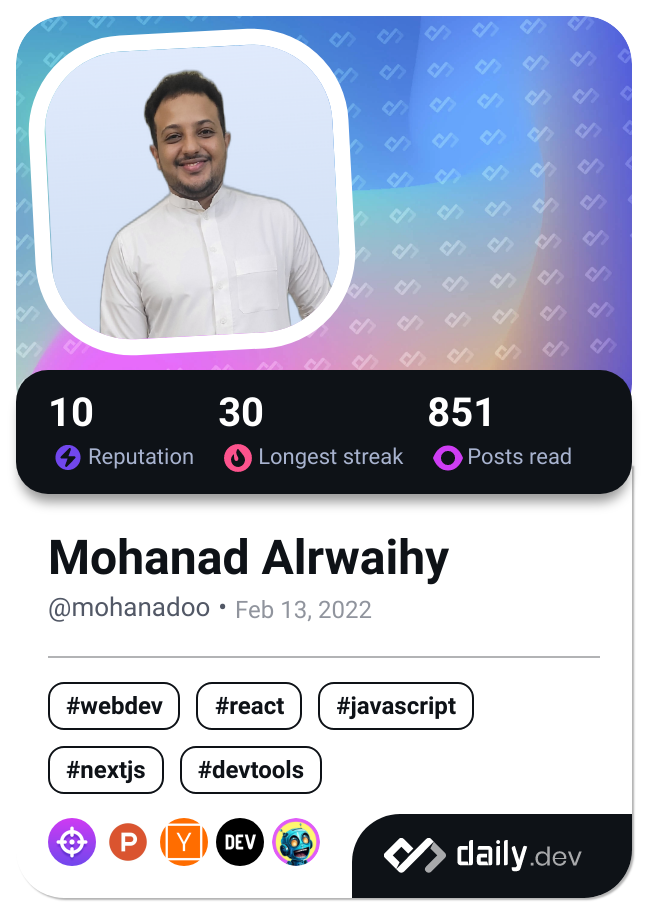 10 30 851
Reputation Longest streak Posts read
Mohanad Alrwaihy
@mohanadoo • Feb 13, 2022
#webdev #react #javascript
#nextjs #devtools
P Y DEV
daily.dev